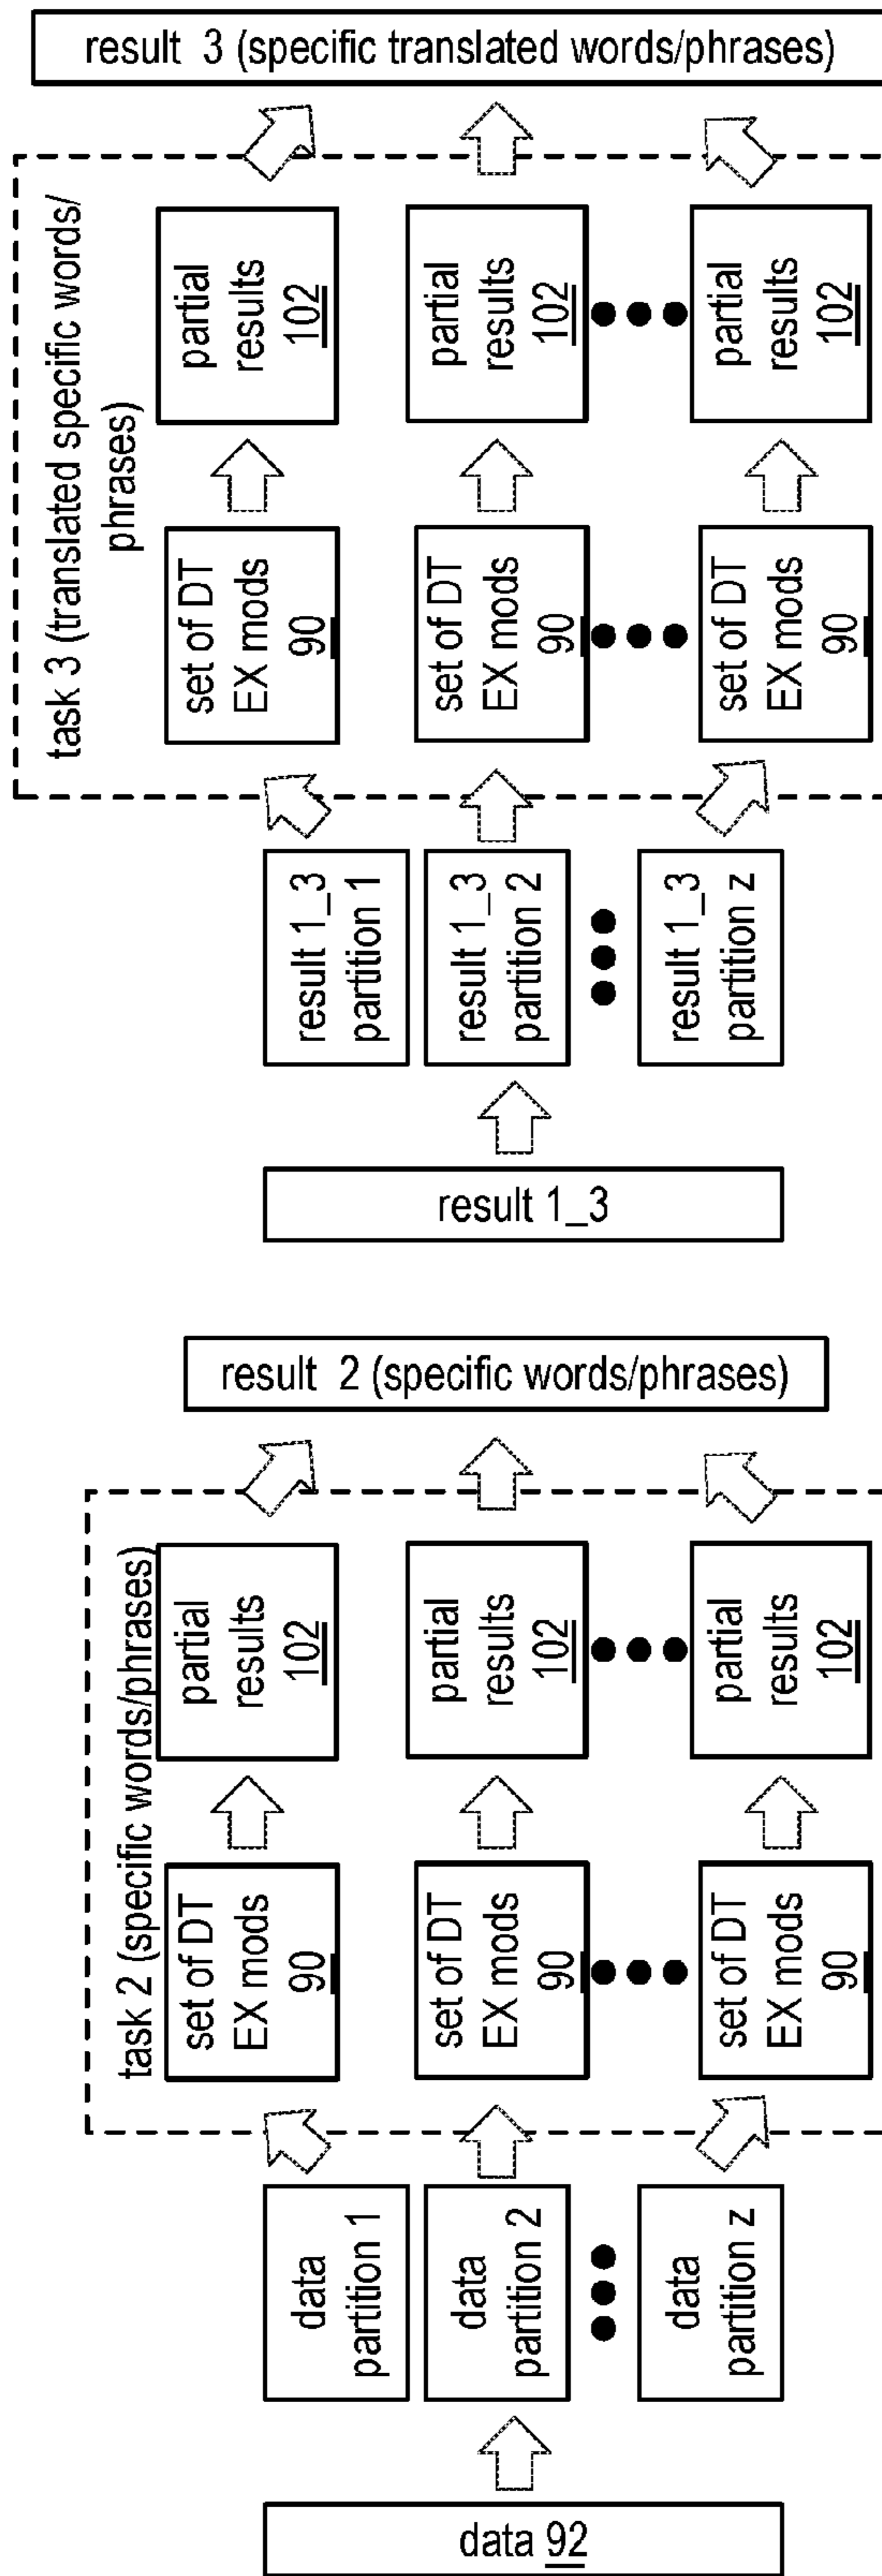 data 92
data
partition 1
data
partition 2
data
partition z
task 2 (specific words/phrases)
set of DT
EX mods
90
set of DT
EX mods
90
set of DT
EX mods
90
partial
results
102
partial
results
102
partial
results
102
result 2 (specific words/phrases)
result 1_3
result 1_3
partition 1
result 1_3
partition 2
result 1_3
partition z
task 3 (translated specific words/
phrases)
set of DT
EX mods
90
set of DT
EX mods
90
set of DT
EX mods
90
partial
results
102
partial
results
102
partial
results
102
result 3 (specific translated words/phrases)